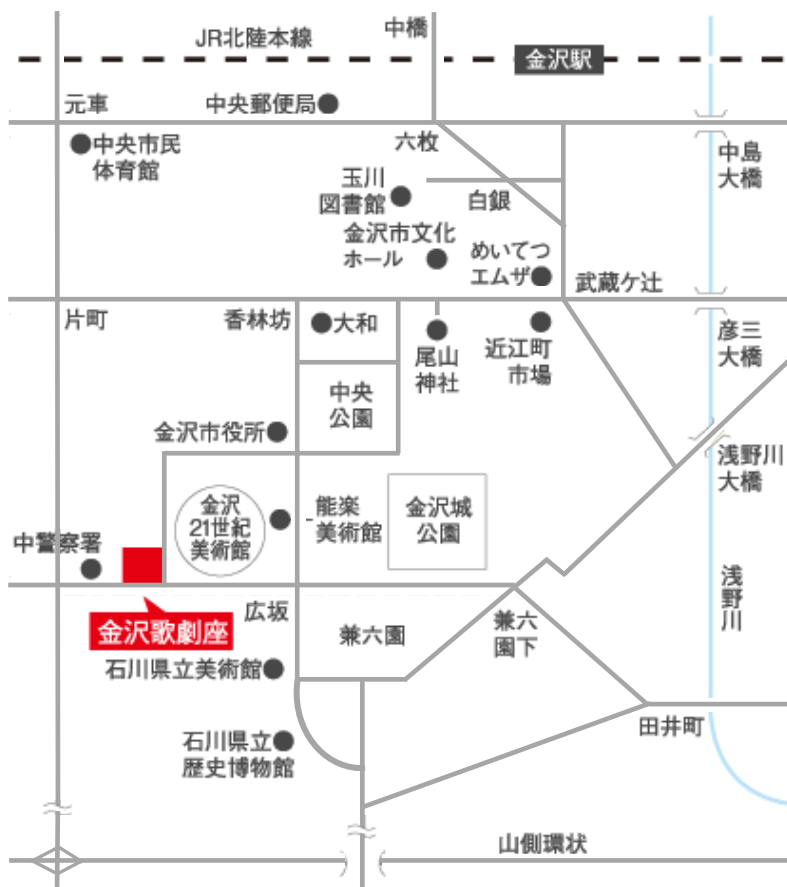 JR北陸本線
中橋
金沢駅
元車
中央郵便局
中央市民
体育館
六枚
中島
大橋
玉川
図書館
白銀
金沢市文化
ホール
めいてつ
エムザ
武蔵ケ辻
片町
香林坊
大和
尾山
神社
近江町
市場
彦三
大橋
中央
公園
金沢市役所
浅野川
大橋
金沢
21世紀
美術館
能楽
美術館
金沢城
公園
中警察署
浅野川
金沢歌劇座
広坂
兼六園
兼六
園下
石川県立美術館
石川県立
歴史博物館
田井町
山側環状